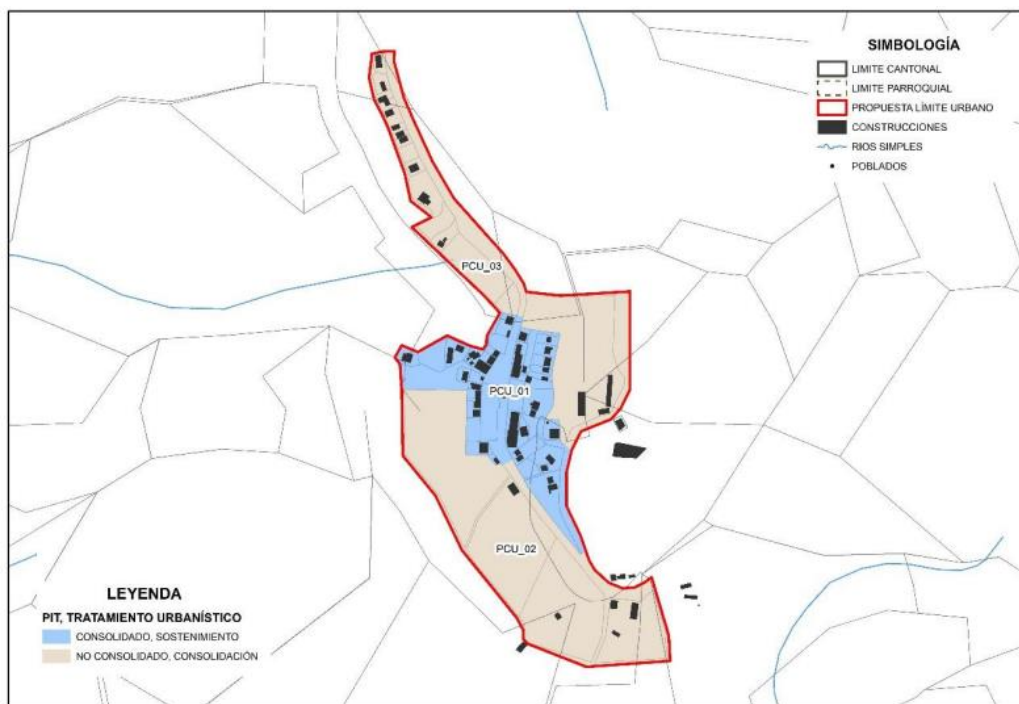 SIMBOLOGÍA
LIMITE CANTONAL
LIMITE PARROQUIAL
PROPUESTA LÍMITE URBANO
CONSTRUCCIONES
RIOS SIMPLES
POBLADOS
PCU_03
PCU_01
PCU_02
LEYENDA
PIT, TRATAMIENTO URBANÍSTICO
CONSOLIDADO, SOSTENIMIENTO
NO CONSOLIDADO, CONSOLIDACIÓN